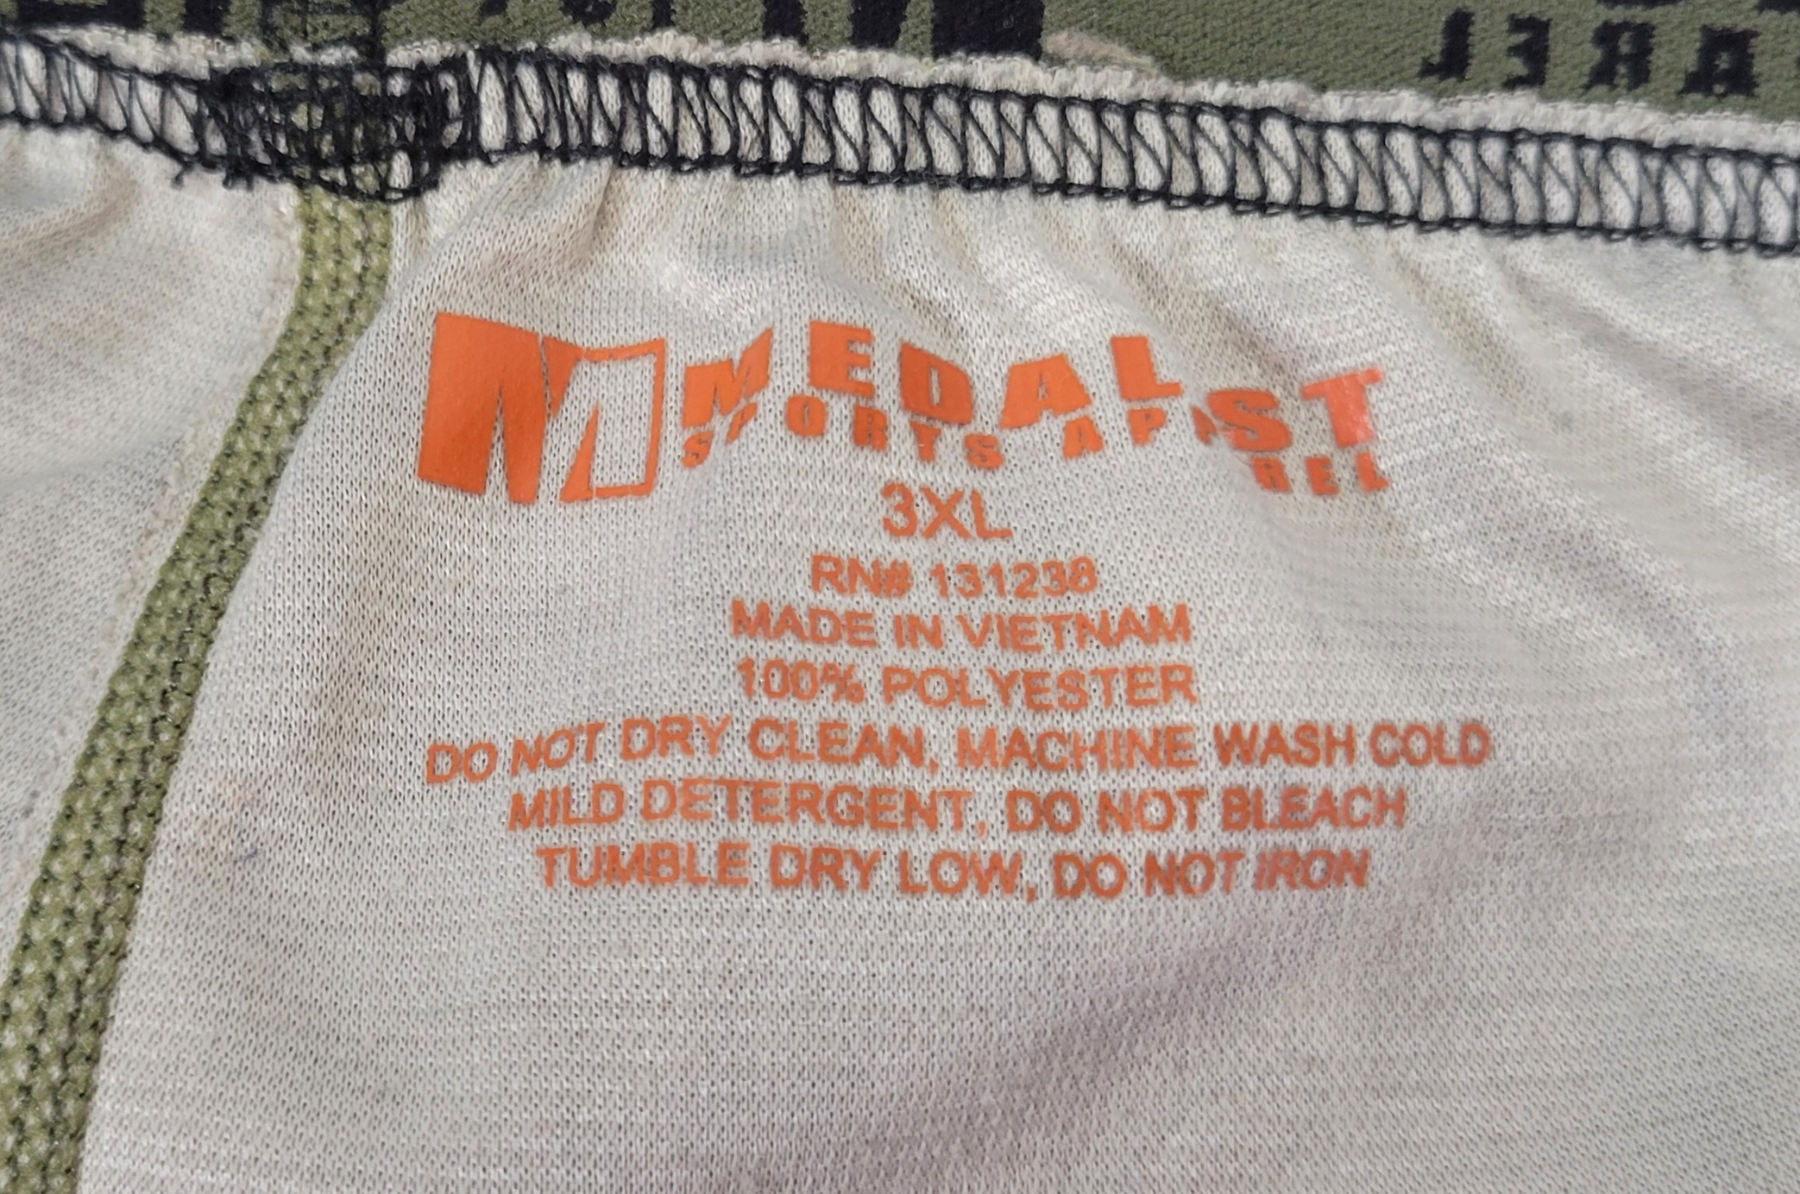 AREL
MEDALIST
SPORTS APPAREL
3XL
RN# 131238
MADE IN VIETNAM
100% POLYESTER
DO NOT DRY CLEAN, MACHINE WASH COLD
MILD DETERGENT, DO NOT BLEACH
TUMBLE DRY LOW, DO NOT IRON